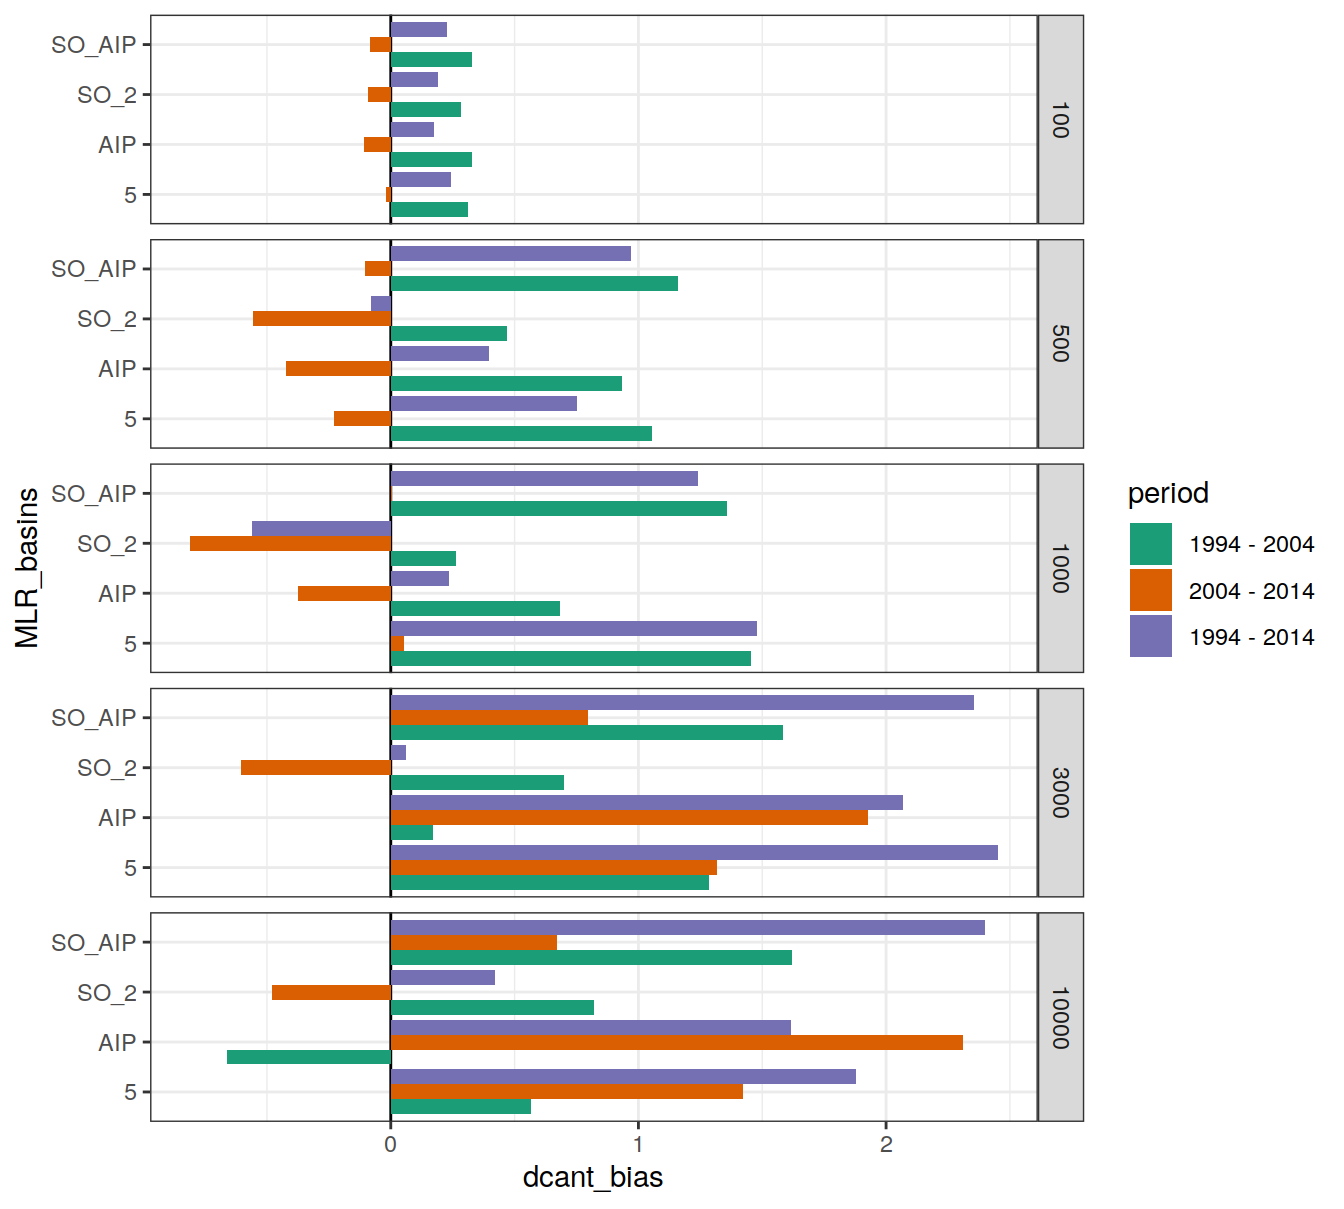 SO_AIP
SO_2
AIP
5
100
SO_AIP
SO_2
AIP
5
500
SO_AIP
SO_2
AIP
5
1000
SO_AIP
SO_2
AIP
5
3000
SO_AIP
SO_2
AIP
5
10000
0 1 2
dcant_bias
MLR_basins
period
1994 - 2004
2004 - 2014
1994 - 2014